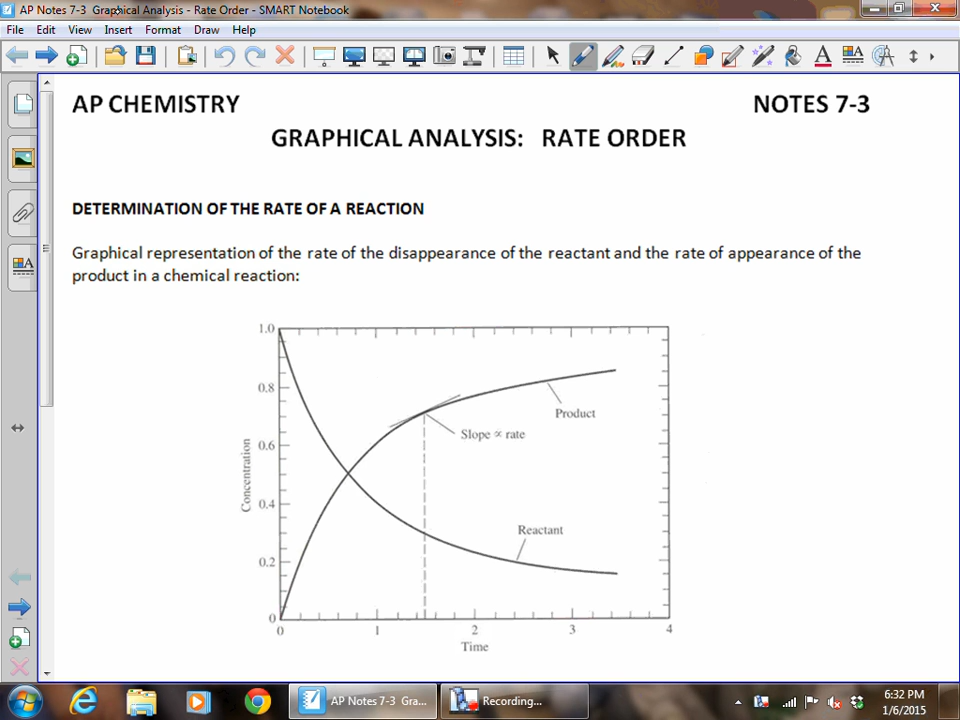 AP Notes 7-3 Graphical Analysis - Rate Order - SMART Notebook
File Edit View Insert Format Draw Help
AP CHEMISTRY NOTES 7-3
GRAPHICAL ANALYSIS: RATE ORDER
DETERMINATION OF THE RATE OF A REACTION
Graphical representation of the rate of the disappearance of the reactant and the rate of appearance of the
product in a chemical reaction:
1.0
0.8
Product
Slope ∝ rate
0.6
Concentration
0.4
Reactant
0.2
0
0 1 2 3 4
Time
AP Notes 7-3 Gra... Recording...
6:32 PM
1/6/2015